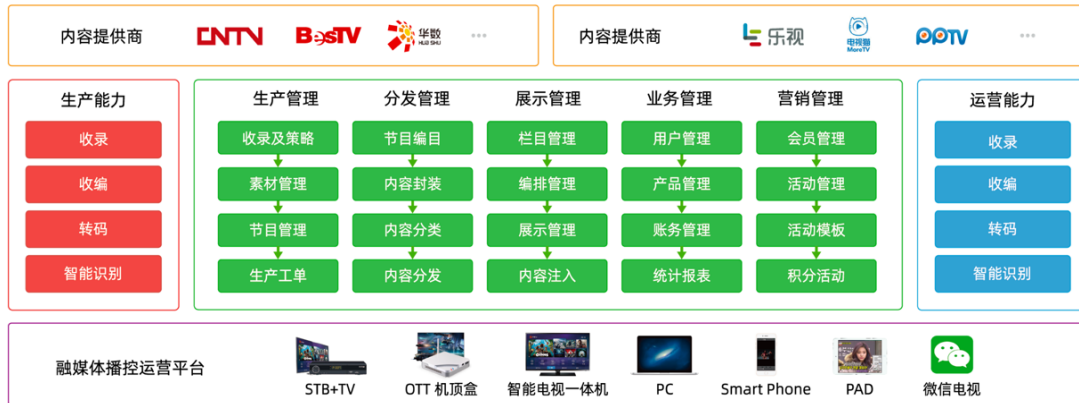 内容提供商
CNTV
BesTV
华数
HUA SHU
...
内容提供商
乐视
电视猫
MoreTV
PPTV
...
生产能力
收录
收编
转码
智能识别
生产管理
收录及策略
素材管理
节目管理
生产工单
分发管理
节目编目
内容封装
内容分类
内容分发
展示管理
栏目管理
编排管理
展示管理
内容注入
业务管理
用户管理
产品管理
账务管理
统计报表
营销管理
会员管理
活动管理
活动模板
积分活动
运营能力
收录
收编
转码
智能识别
融媒体播控运营平台
STB+TV
OTT 机顶盒
智能电视一体机
PC
Smart Phone
PAD
微信电视